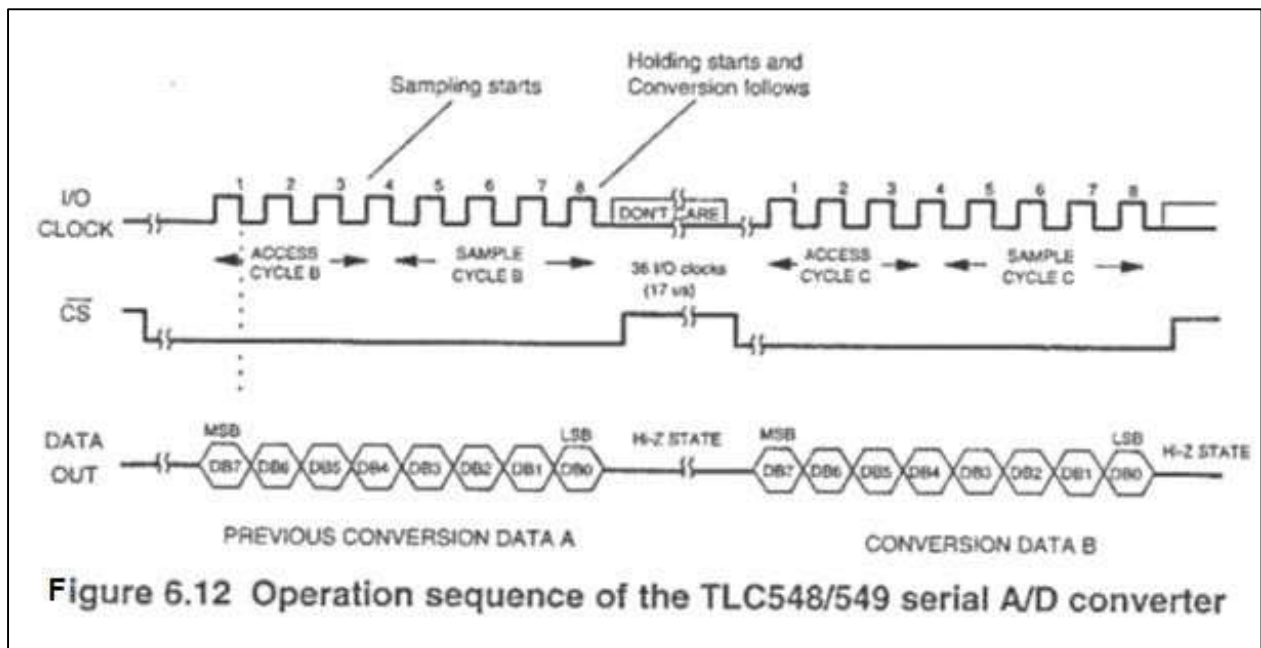 Sampling starts
Holding starts and
Conversion follows
I/O
CLOCK
1 2 3 4 5 6 7 8
DON'T CARE
1 2 3 4 5 6 7 8
ACCESS
CYCLE B
SAMPLE
CYCLE B
36 I/O clocks
(17 us)
ACCESS
CYCLE C
SAMPLE
CYCLE C
CS
DATA
OUT
MSB
LSB
DB7 DB6 DB5 DB4 DB3 DB2 DB1 DB0
Hi-Z STATE
MSB
LSB
DB7 DB6 DB5 DB4 DB3 DB2 DB1 DB0
Hi-Z STATE
PREVIOUS CONVERSION DATA A
CONVERSION DATA B
Figure 6.12 Operation sequence of the TLC548/549 serial A/D converter